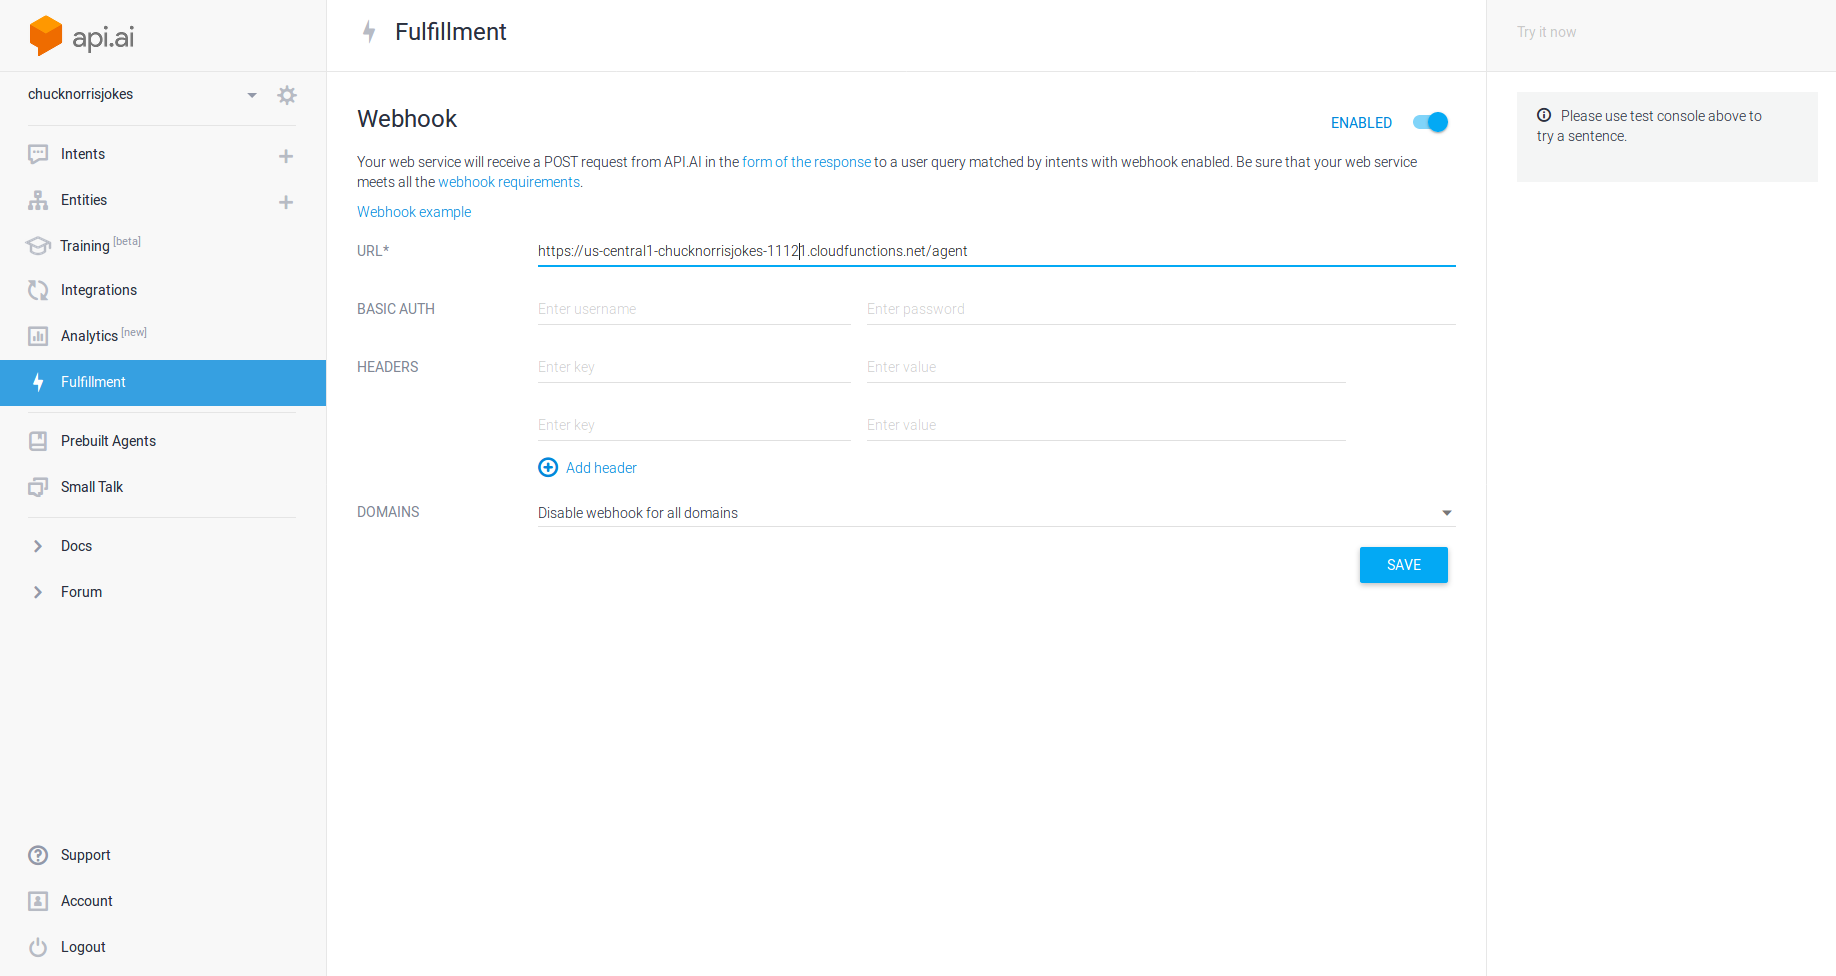 api.ai
chucknorrisjokes
Intents
Entities
Training [beta]
Integrations
Analytics [new]
Fulfillment
Prebuilt Agents
Small Talk
Docs
Forum
Support
Account
Logout
Fulfillment
Webhook
ENABLED
Your web service will receive a POST request from API.AI in the form of the response to a user query matched by intents with webhook enabled. Be sure that your web service
meets all the webhook requirements.
Webhook example
URL* https://us-central1-chucknorrisjokes-11121.cloudfunctions.net/agent
BASIC AUTH Enter username Enter password
HEADERS Enter key Enter value
Enter key Enter value
Add header
DOMAINS Disable webhook for all domains
SAVE
Try it now
Please use test console above to
try a sentence.